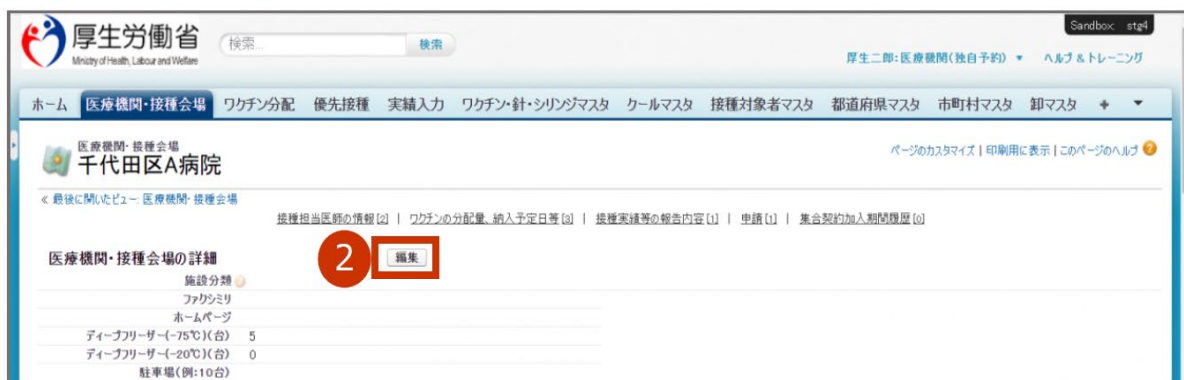 Sandbox: stg4
厚生労働省
Ministry of Health, Labour and Welfare
検索...
検索
厚生二郎:医療機関(独自予約) ▼
ヘルプ & トレーニング
ホーム 医療機関・接種会場 ワクチン分配 優先接種 実績入力 ワクチン・針・シリンジマスタ クールマスタ 接種対象者マスタ 都道府県マスタ 市町村マスタ 卸マスタ + ▼
医療機関・接種会場
千代田区A病院
ページのカスタマイズ | 印刷用に表示 | このページのヘルプ ?
« 最後に開いたビュー: 医療機関・接種会場
接種担当医師の情報[2] | ワクチンの分配量、納入予定日等[3] | 接種実績等の報告内容[1] | 申請[1] | 集合契約加入期間履歴[0]
医療機関・接種会場の詳細
2
編集
施設分類
ファクシミリ
ホームページ
ディープフリーザー(-75℃)(台) 5
ディープフリーザー(-20℃)(台) 0
駐車場(例:10台)